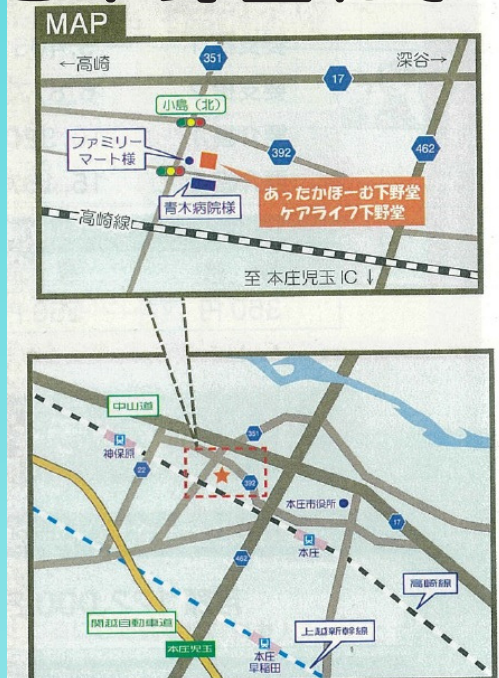 MAP
←高崎
351
深谷→
17
小島（北）
ファミリー
マート様
392
462
あったかほーむ下野堂
ケアライフ下野堂
青木病院様
高崎線
至 本庄児玉 IC ↓
中山道
351
神保原
22
392
本庄市役所
17
本庄
462
高崎線
関越自動車道
上越新幹線
本庄児玉
本庄
早稲田